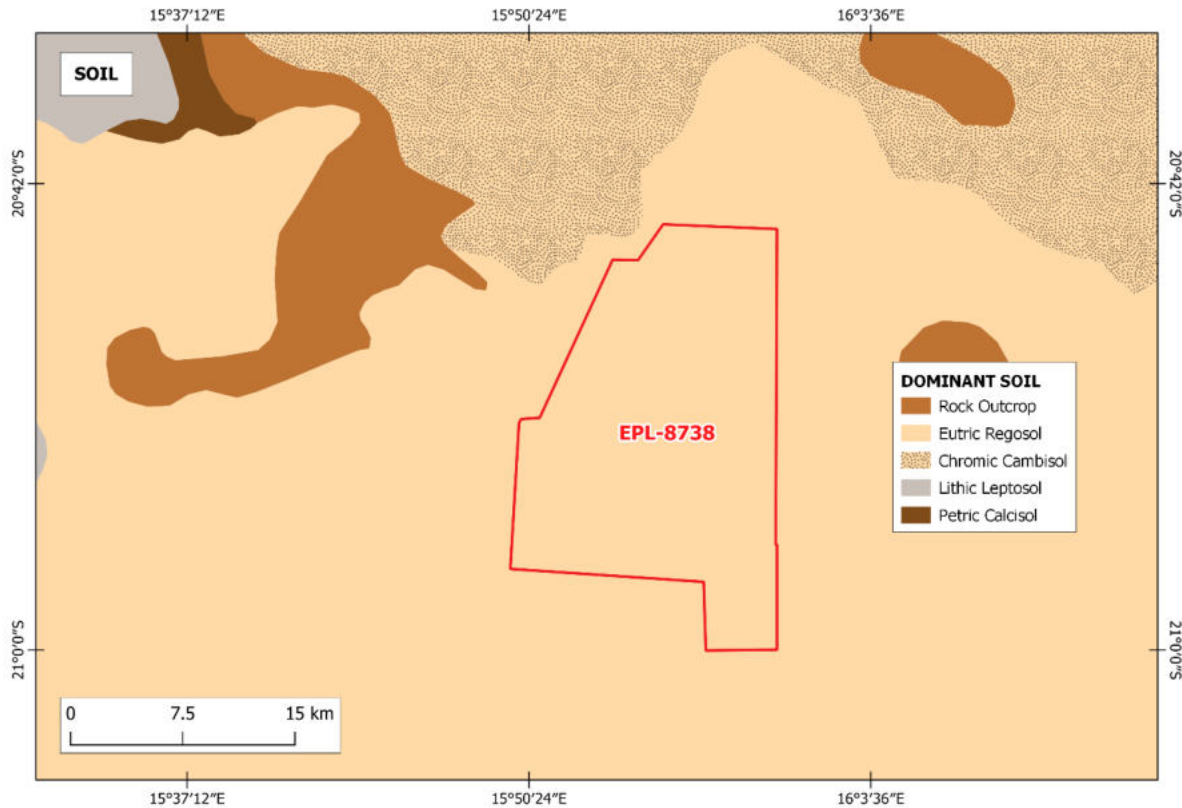 15°37'12"E 15°50'24"E 16°3'36"E
SOIL
20°42'0"S 20°42'0"S
DOMINANT SOIL
Rock Outcrop
EPL-8738
Eutric Regosol
Chromic Cambisol
Lithic Leptosol
Petric Calcisol
21°0'0"S 21°0'0"S
0 7.5 15 km
15°37'12"E 15°50'24"E 16°3'36"E